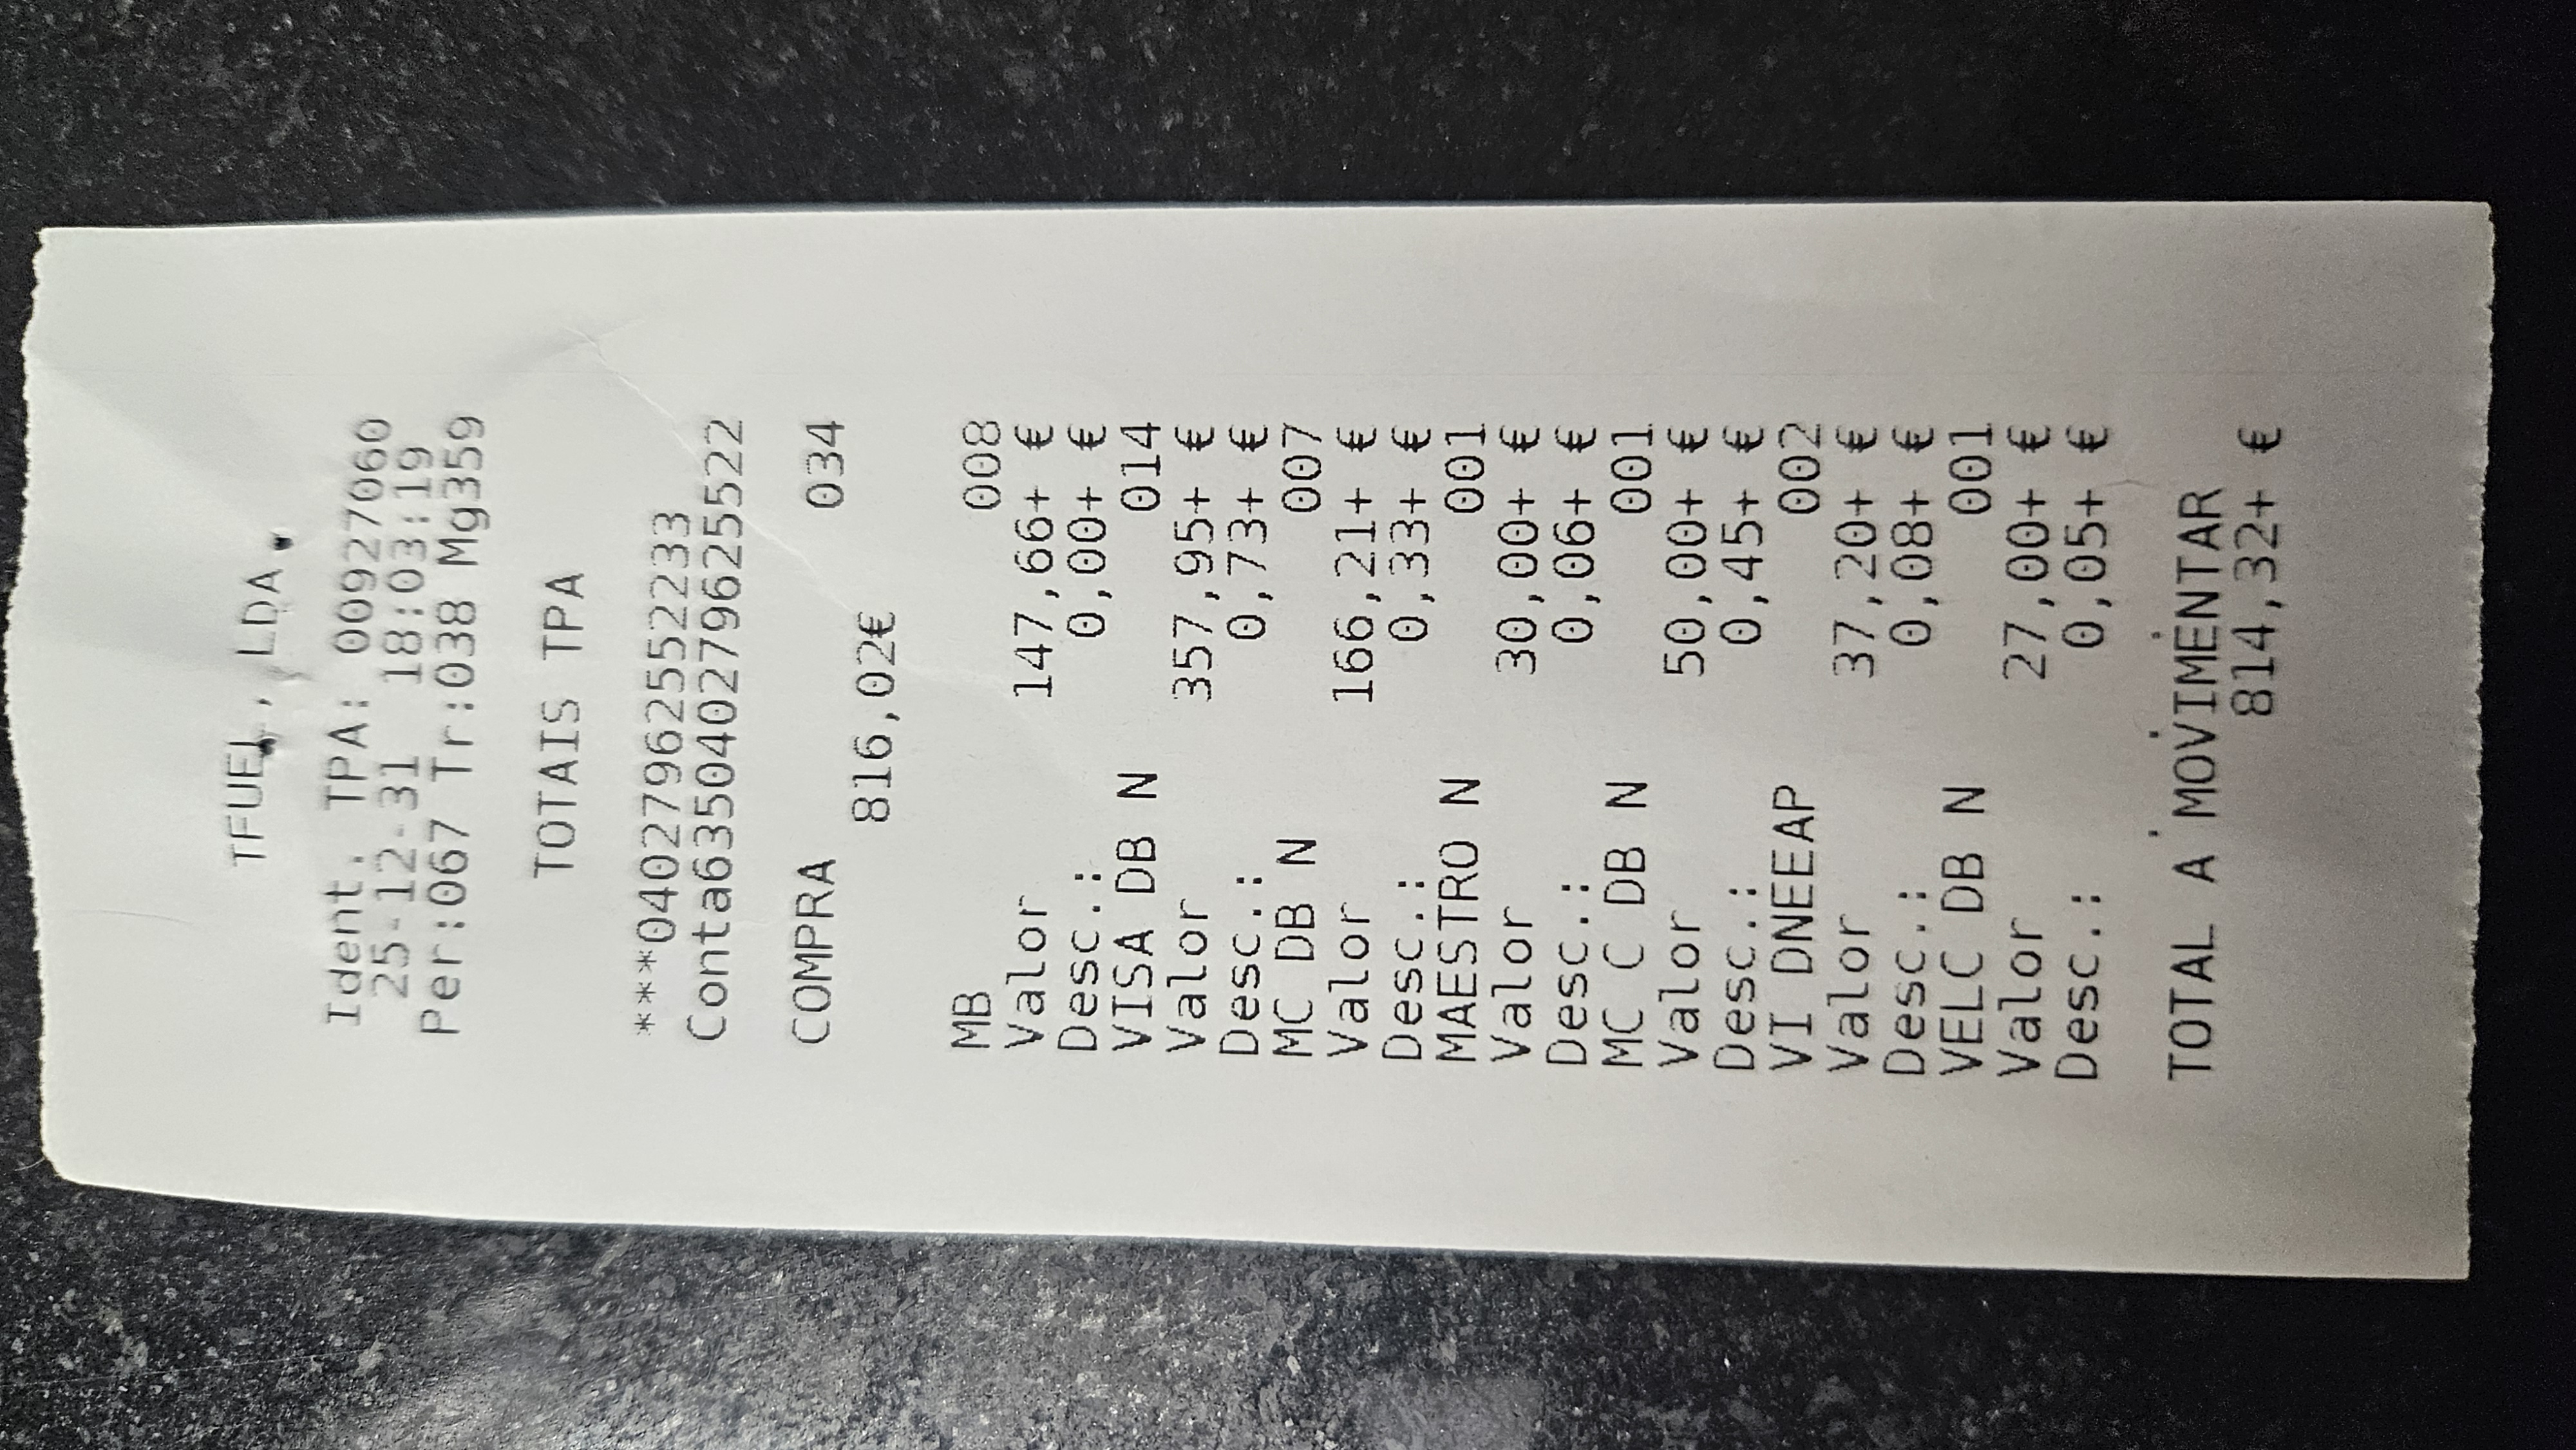 TFUEL, LDA.
Ident. TPA: 00927060
25-12-31 18:03:19
Per:067 Tr:038 Mg359
TOTAIS TPA
***0402796255 2233
Conta63504027962 55522
COMPRA 034
816,02€
MB 008
Valor 147,66+ €
Desc.: 0,00+ €
VISA DB N 014
Valor 357,95+ €
Desc.: 0,73+ €
MC DB N 007
Valor 166,21+ €
Desc.: 0,33+ €
MAESTRO N 001
Valor 30,00+ €
Desc.: 0,06+ €
MC C DB N 001
Valor 50,00+ €
Desc.: 0,45+ €
VI DNEEAP 002
Valor 37,20+ €
Desc.: 0,08+ €
VELC DB N 001
Valor 27,00+ €
Desc.: 0,05+ €
TOTAL A MOVIMENTAR
814,32+ €